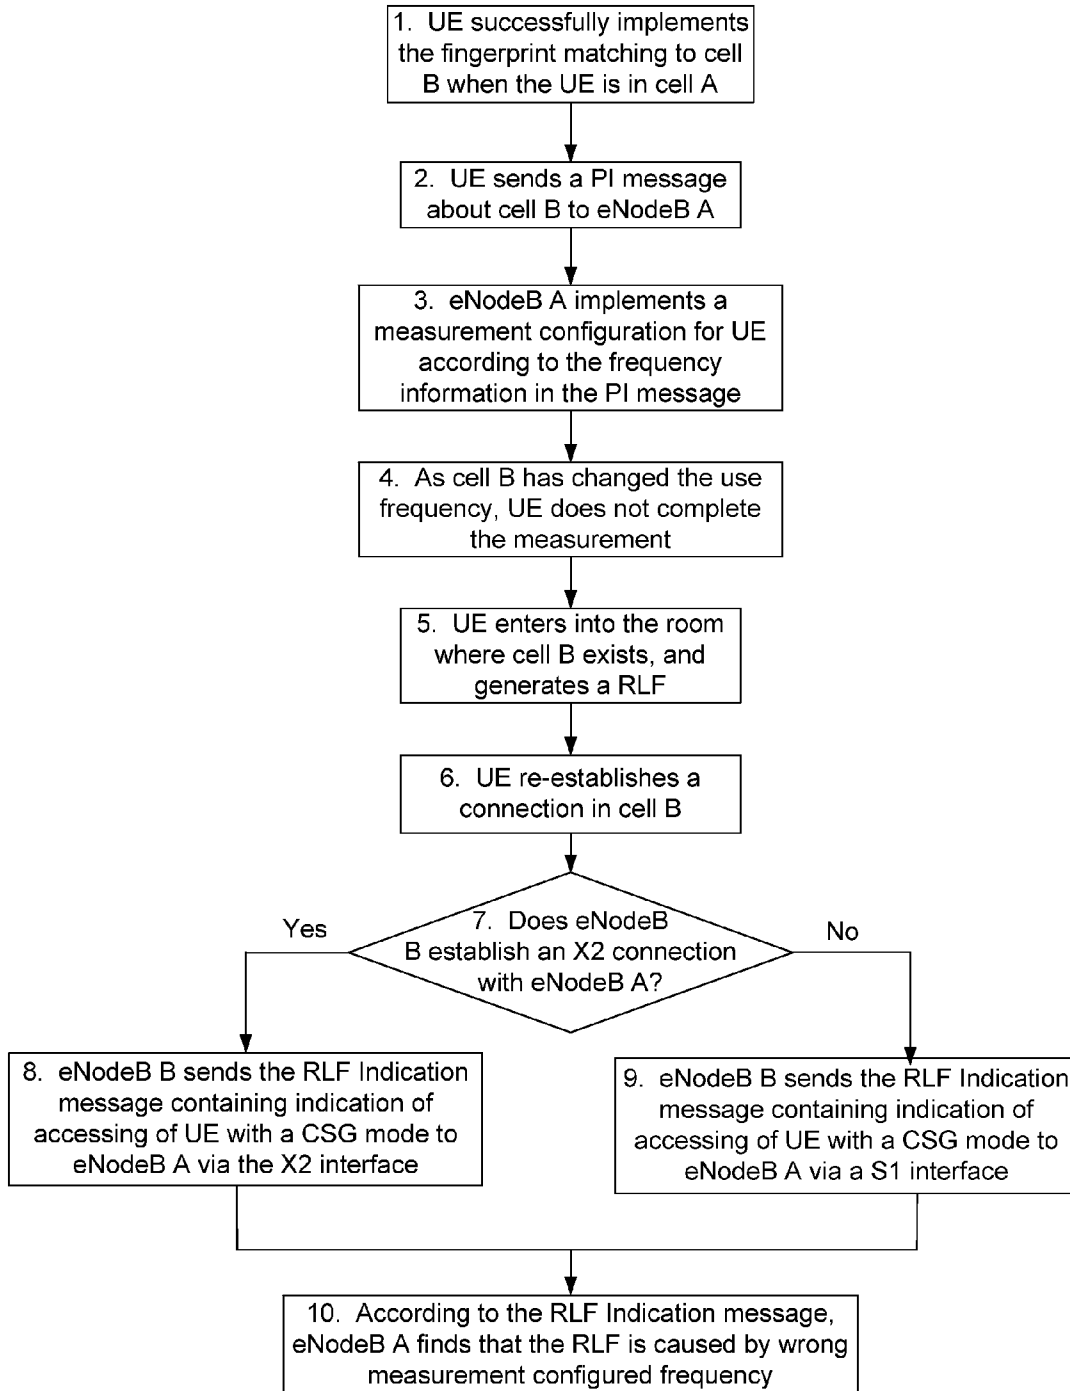 1. UE successfully implements
the fingerprint matching to cell
B when the UE is in cell A
2. UE sends a PI message
about cell B to eNodeB A
3. eNodeB A implements a
measurement configuration for UE
according to the frequency
information in the PI message
4. As cell B has changed the use
frequency, UE does not complete
the measurement
5. UE enters into the room
where cell B exists, and
generates a RLF
6. UE re-establishes a
connection in cell B
7. Does eNodeB
B establish an X2 connection
with eNodeB A?
Yes
No
8. eNodeB B sends the RLF Indication
message containing indication of
accessing of UE with a CSG mode to
eNodeB A via the X2 interface
9. eNodeB B sends the RLF Indication
message containing indication of
accessing of UE with a CSG mode to
eNodeB A via a S1 interface
10. According to the RLF Indication message,
eNodeB A finds that the RLF is caused by wrong
measurement configured frequency